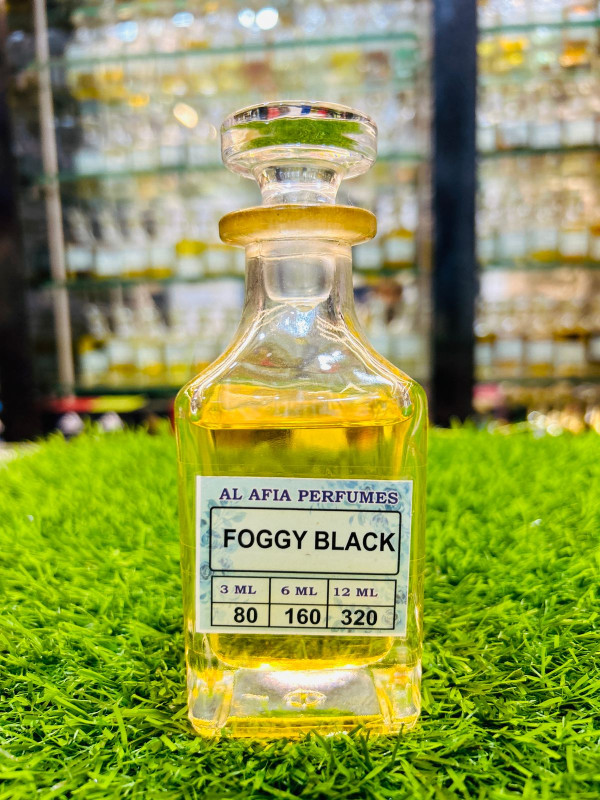 AL AFIA PERFUMES
FOGGY BLACK
3 ML 6 ML 12 ML
80 160 320